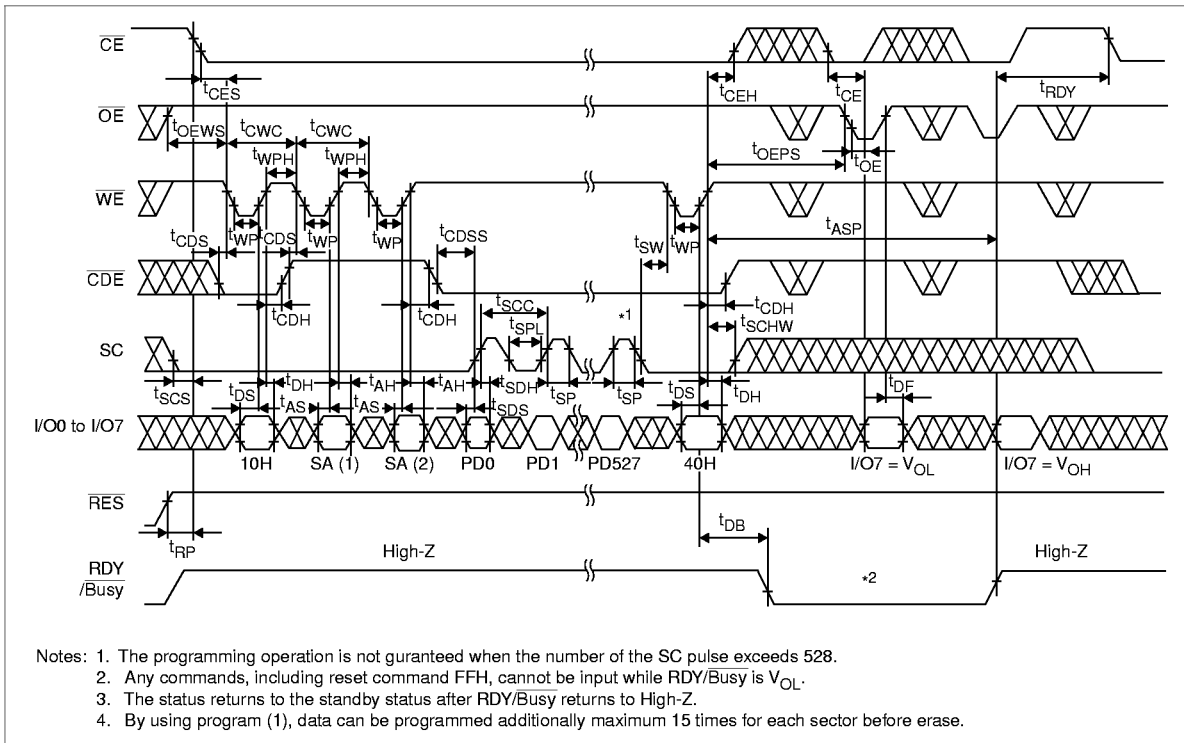 CE
tCES
tCEH
tCE
tRDY
OE
tOEWS
tCWC
tCWC
tWPH
tWPH
tOEPS
tOE
WE
tCDS
tWP
tCDS
tWP
tWP
tCDSS
tSW
tWP
tASP
CDE
tCDH
tCDH
tSCC
tSPL
*1
tCDH
tSCHW
SC
tSCS
tDS
tDH
tAS
tAH
tAS
tAH
tSDH
tSDS
tSP
tSP
tDS
tDH
tDF
I/O0 to I/O7
10H
SA (1)
SA (2)
PD0
PD1
PD527
40H
I/O7 = VOL
I/O7 = VOH
RES
tRP
tDB
High-Z
High-Z
RDY
/Busy
*2
Notes: 1. The programming operation is not guranteed when the number of the SC pulse exceeds 528.
2. Any commands, including reset command FFH, cannot be input while RDY/Busy is VOL.
3. The status returns to the standby status after RDY/Busy returns to High-Z.
4. By using program (1), data can be programmed additionally maximum 15 times for each sector before erase.